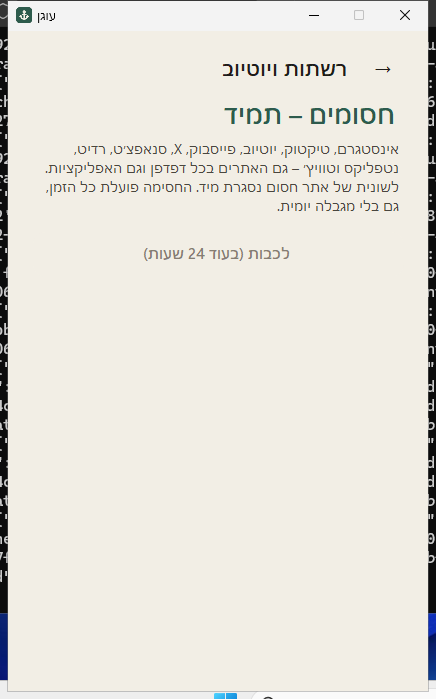 עוגן
רשתות ויוטיוב
חסומים – תמיד
אינסטגרם, טיקטוק, יוטיוב, פייסבוק, X, סנאפצ׳ט, רדיט,
נטפליקס וטוויץ׳ – גם האתרים בכל דפדפן וגם האפליקציות.
לשונית של אתר חסום נסגרת מיד. החסימה פועלת כל הזמן,
גם בלי מגבלה יומית.
לכבות (בעוד 24 שעות)